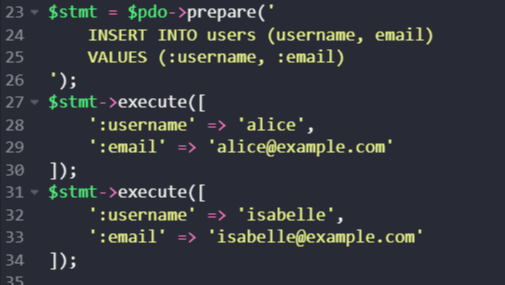 23 $stmt = $pdo->prepare('
24     INSERT INTO users (username, email)
25     VALUES (:username, :email)
26 ');
27 $stmt->execute([
28     ':username' => 'alice',
29     ':email' => 'alice@example.com'
30 ]);
31 $stmt->execute([
32     ':username' => 'isabelle',
33     ':email' => 'isabelle@example.com'
34 ]);
35